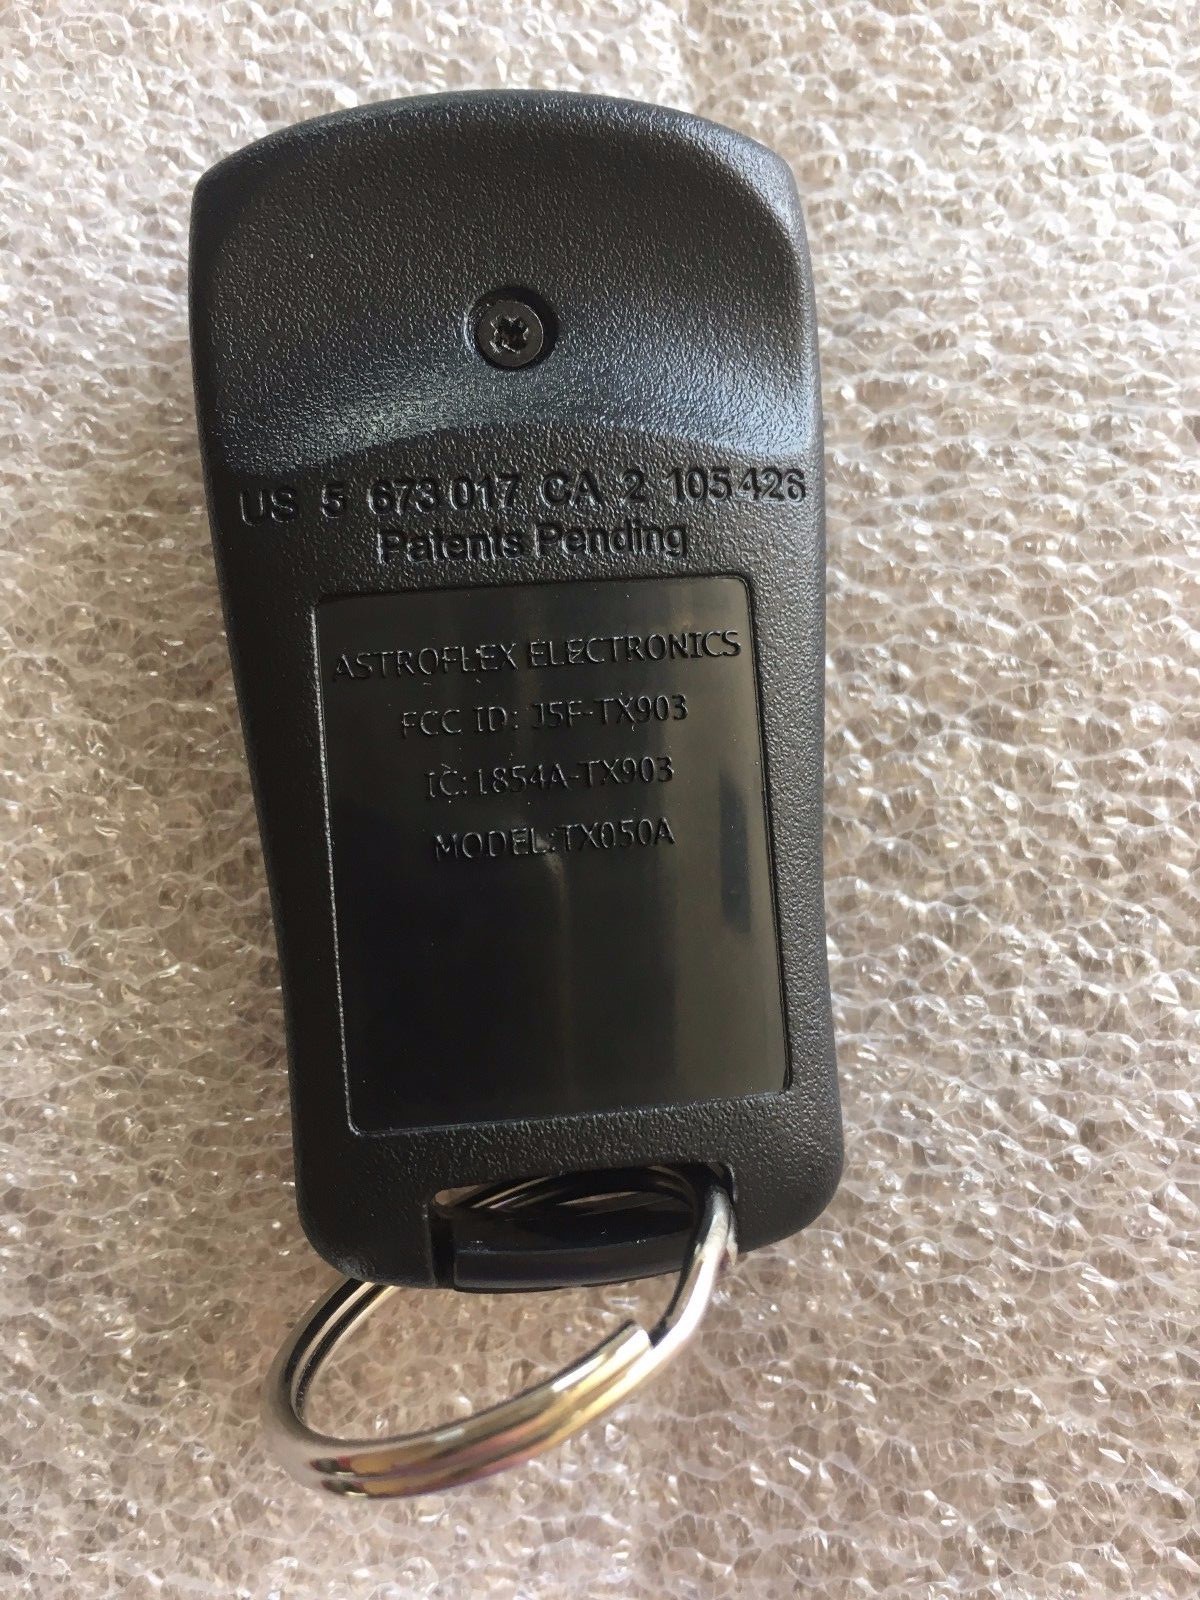 US 5 673 017 CA 2 105 426
Patents Pending
ASTROFLEX ELECTRONICS
FCC ID: J5F-TX903
IC: 1854A-TX903
MODEL:TX050A